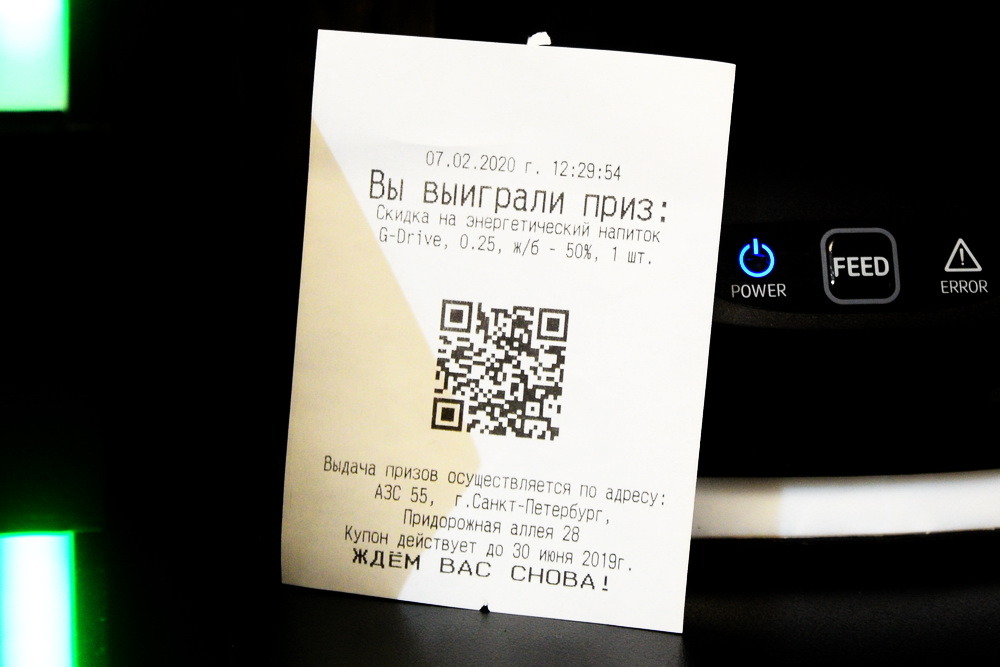 07.02.2020 г. 12:29:54
Вы выиграли приз:
Скидка на энергетический напиток
G-Drive, 0.25, ж/б - 50%, 1 шт.
Выдача призов осуществляется по адресу:
АЗС 55, г.Санкт-Петербург,
Придорожная аллея 28
Купон действует до 30 июня 2019г.
ЖДЁМ ВАС СНОВА!
POWER
FEED
ERROR